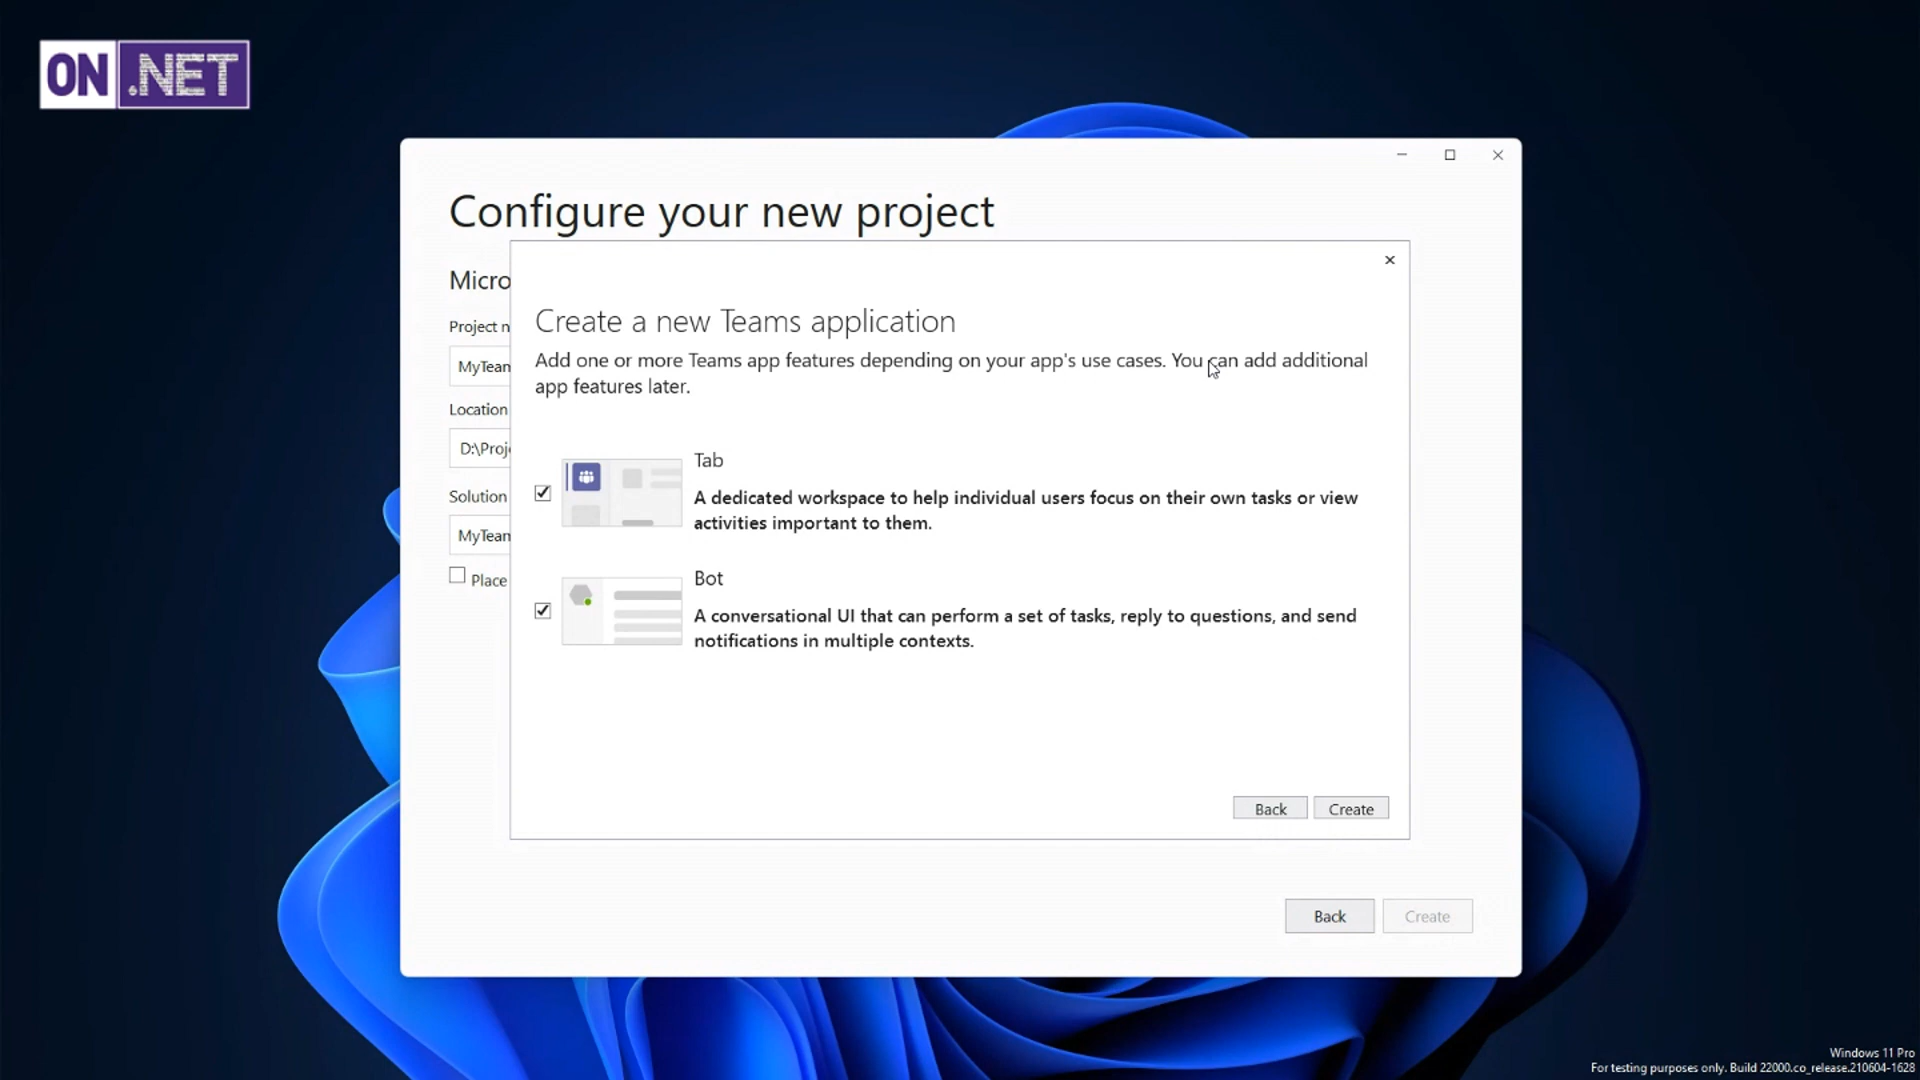 ON .NET
Configure your new project
Micro
Project n
MyTeam
Location
D:\Proj
Solution
MyTeam
Place
Create a new Teams application
Add one or more Teams app features depending on your app's use cases. You can add additional
app features later.
Tab
A dedicated workspace to help individual users focus on their own tasks or view
activities important to them.
Bot
A conversational UI that can perform a set of tasks, reply to questions, and send
notifications in multiple contexts.
Back Create
Back Create
Windows 11 Pro
For testing purposes only. Build 22000.co_release.210604-1628